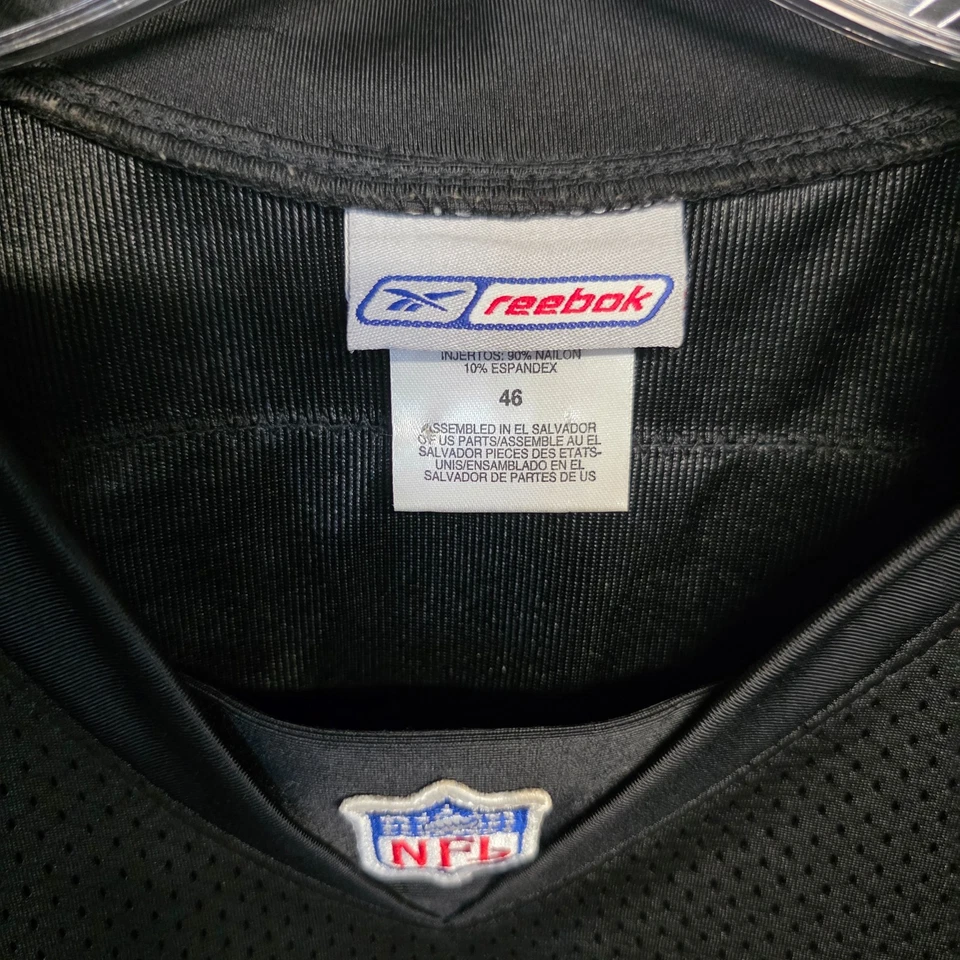 reebok
INJERTOS: 90% NAILON
10% ESPANDEX
46
ASSEMBLED IN EL SALVADOR
OF US PARTS/ASSEMBLE AU EL
SALVADOR PIECES DES ETATS-
UNIS/ENSAMBLADO EN EL
SALVADOR DE PARTES DE US
NFL